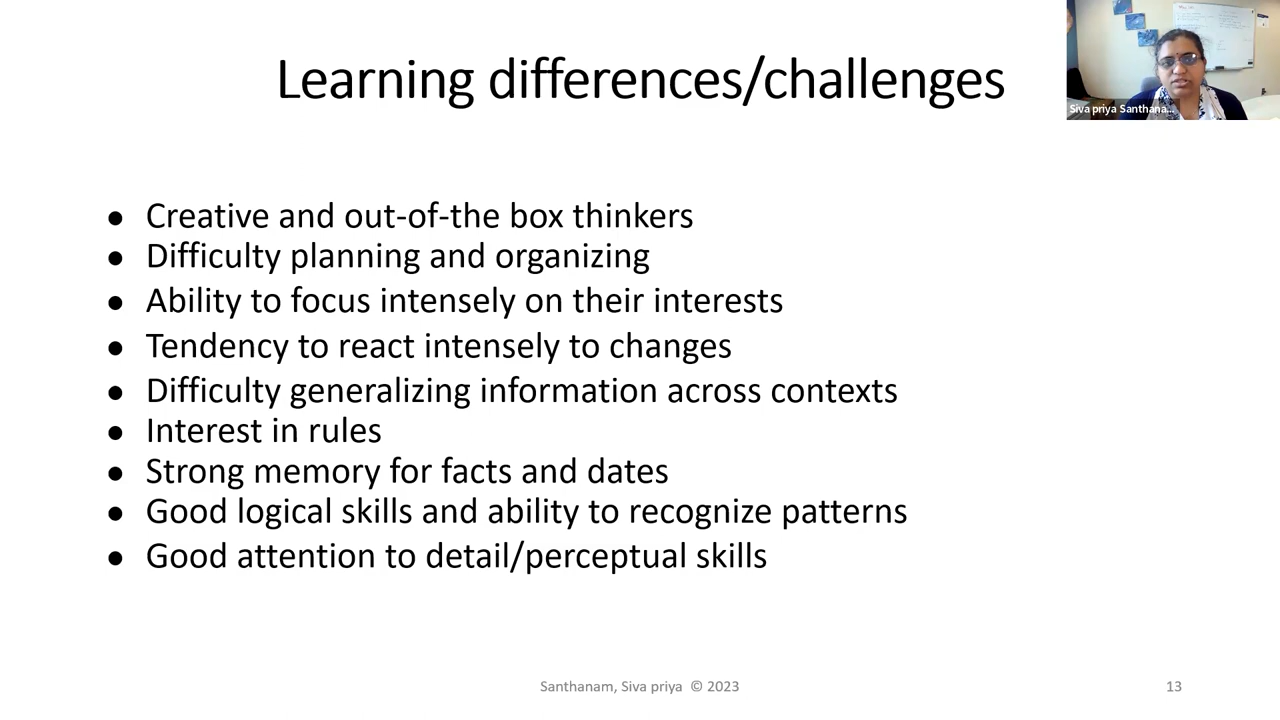 Learning differences/challenges
Siva priya Santhana...
● Creative and out-of-the box thinkers
● Difficulty planning and organizing
● Ability to focus intensely on their interests
● Tendency to react intensely to changes
● Difficulty generalizing information across contexts
● Interest in rules
● Strong memory for facts and dates
● Good logical skills and ability to recognize patterns
● Good attention to detail/perceptual skills
Santhanam, Siva priya © 2023
13